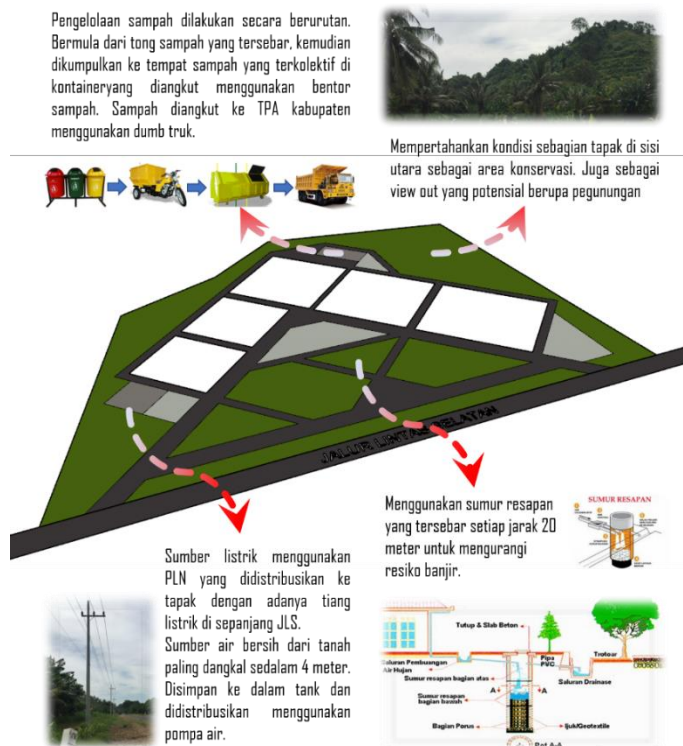 Pengelolaan sampah dilakukan secara berurutan.
Bermula dari tong sampah yang tersebar, kemudian
dikumpulkan ke tempat sampah yang terkolektif di
kontaineryang diangkut menggunakan bentor
sampah. Sampah diangkut ke TPA kabupaten
menggunakan dumb truk.
Mempertahankan kondisi sebagian tapak di sisi
utara sebagai area konservasi. Juga sebagai
view out yang potensial berupa pegunungan
JALUR LINTAS SELATAN
Menggunakan sumur resapan
yang tersebar setiap jarak 20
meter untuk mengurangi
resiko banjir.
SUMUR RESAPAN
Sumber listrik menggunakan
PLN yang didistribusikan ke
tapak dengan adanya tiang
listrik di sepanjang JLS.
Sumber air bersih dari tanah
paling dangkal sedalam 4 meter.
Disimpan ke dalam tank dan
didistribusikan menggunakan
pompa air.
Tutup & Slab Beton
Trotoar
Saluran Pembuangan
Air Hujan
Pipa
PVC
Saluran Drainase
Sumur resapan bagian atas
A
A
Sumur resapan
bagian bawah
Bagian Porus
Ijuk/Geotextile
Pot A-A